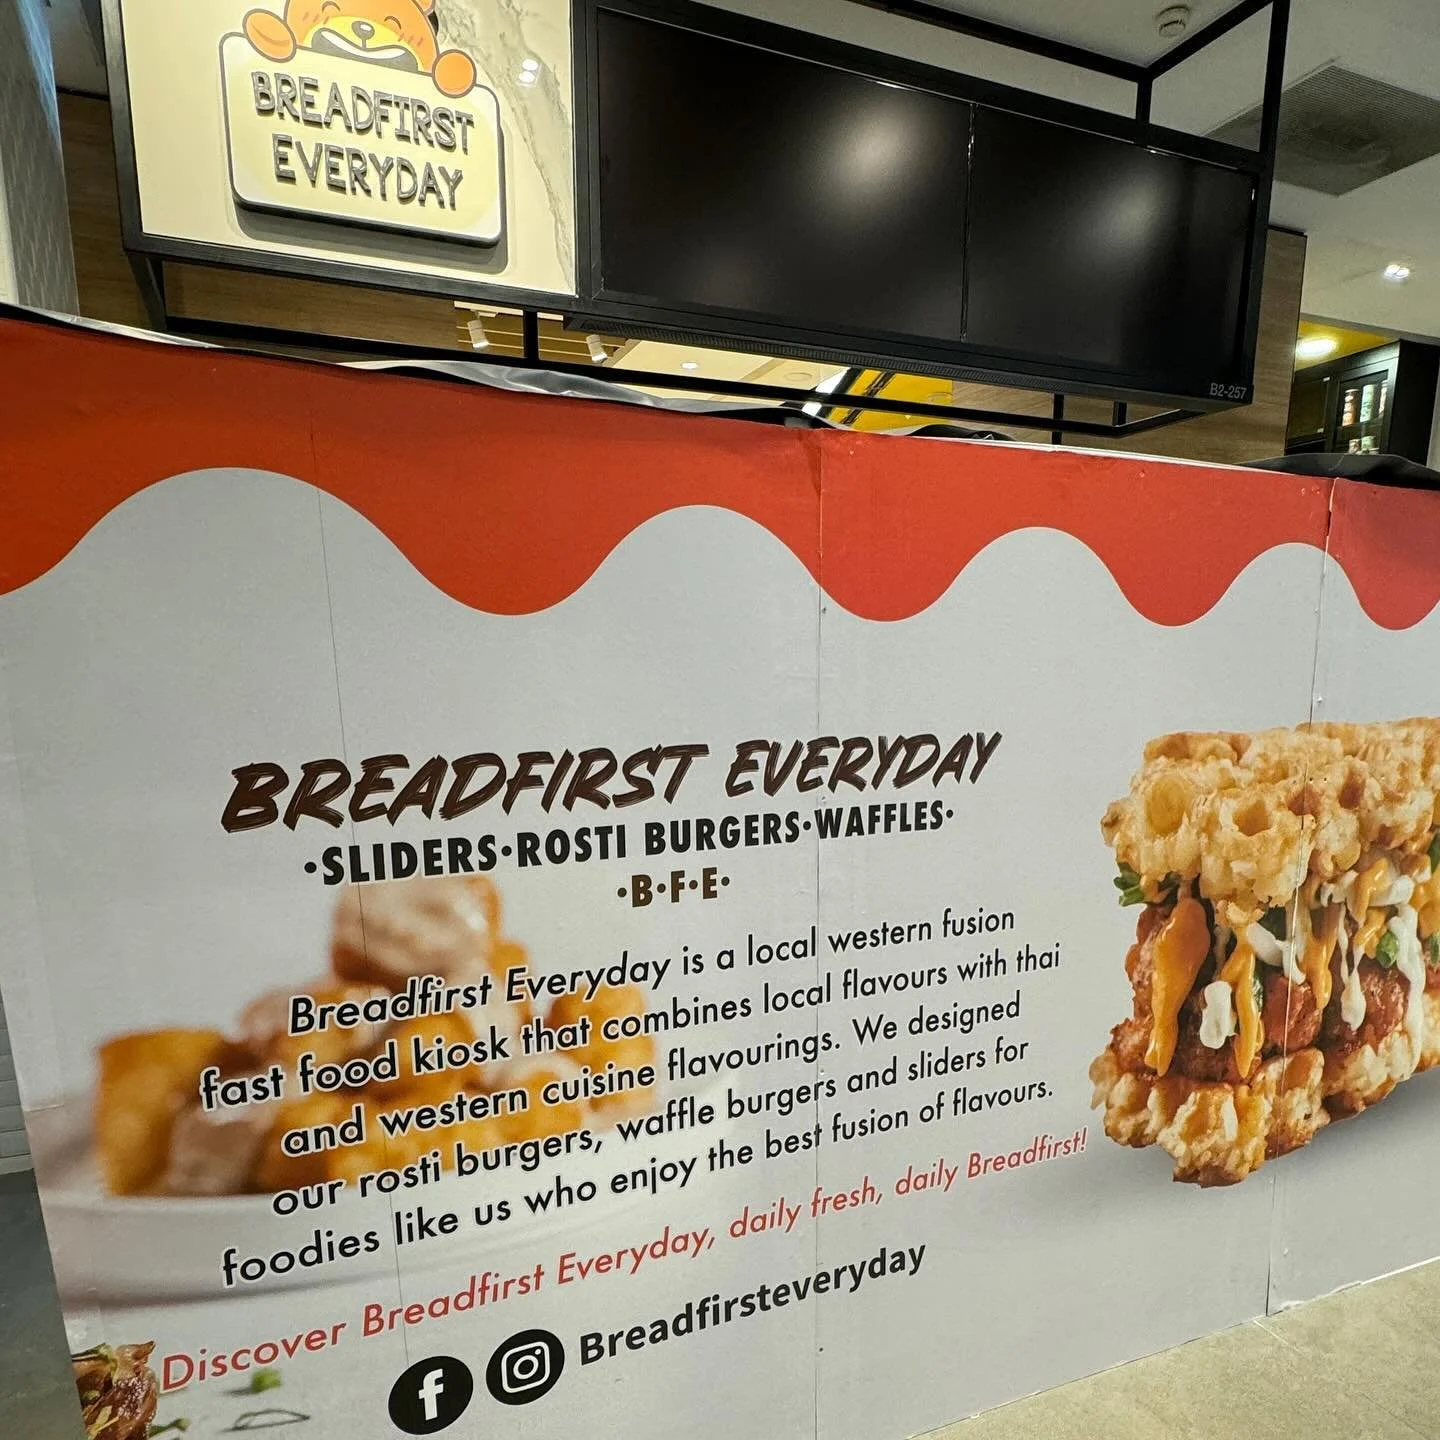 BREADFIRST
EVERYDAY
B2-257
BREADFIRST EVERYDAY
·SLIDERS·ROSTI BURGERS·WAFFLES·
·B·F·E·
Breadfirst Everyday is a local western fusion
fast food kiosk that combines local flavours with thai
and western cuisine flavourings. We designed
our rosti burgers, waffle burgers and sliders for
foodies like us who enjoy the best fusion of flavours.
Discover Breadfirst Everyday, daily fresh, daily Breadfirst!
Breadfirsteveryday